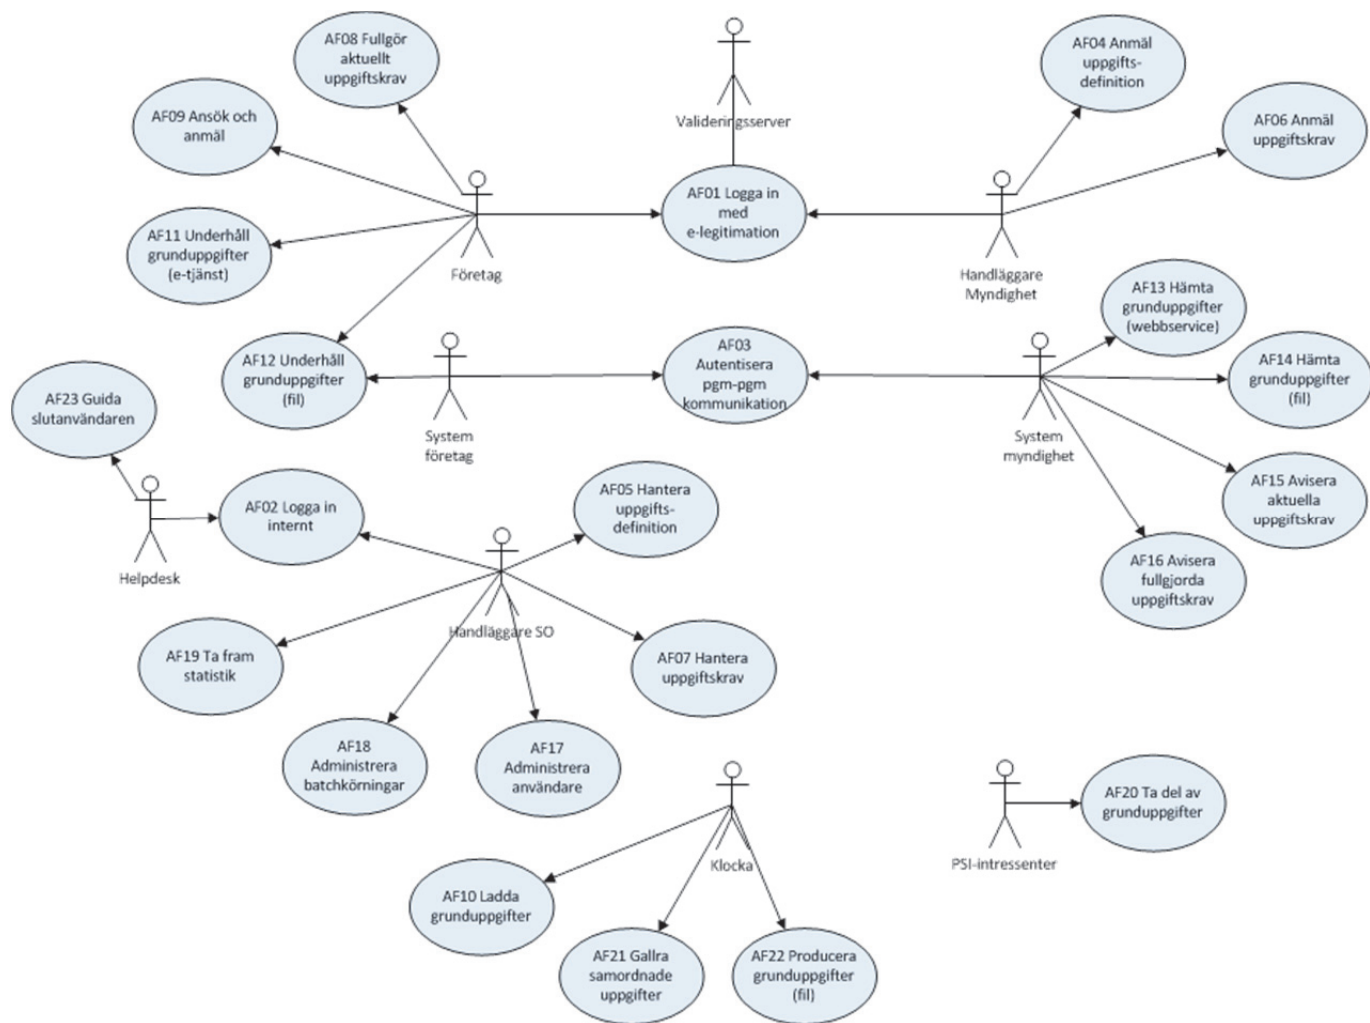 AF08 Fullgör
aktuellt
uppgiftskrav
AF04 Anmäl
uppgifts-
definition
AF09 Ansök och
anmäl
Valideringsserver
AF06 Anmäl
uppgiftskrav
AF01 Logga in
med
e-legitimation
AF11 Underhåll
grunduppgifter
(e-tjänst)
Företag
Handläggare
Myndighet
AF13 Hämta
grunduppgifter
(webbservice)
AF12 Underhåll
grunduppgifter
(fil)
AF03
Autentisera
pgm-pgm
kommunikation
AF14 Hämta
grunduppgifter
(fil)
AF23 Guida
slutanvändaren
System
företag
System
myndighet
AF02 Logga in
internt
AF05 Hantera
uppgifts-
definition
AF15 Avisera
aktuella
uppgiftskrav
Helpdesk
AF16 Avisera
fullgjorda
uppgiftskrav
Handläggare SO
AF19 Ta fram
statistik
AF07 Hantera
uppgiftskrav
AF18
Administrera
batchkörningar
AF17
Administrera
användare
AF20 Ta del av
grunduppgifter
Klocka
PSI-intressenter
AF10 Ladda
grunduppgifter
AF21 Gallra
samordnade
uppgifter
AF22 Producera
grunduppgifter
(fil)